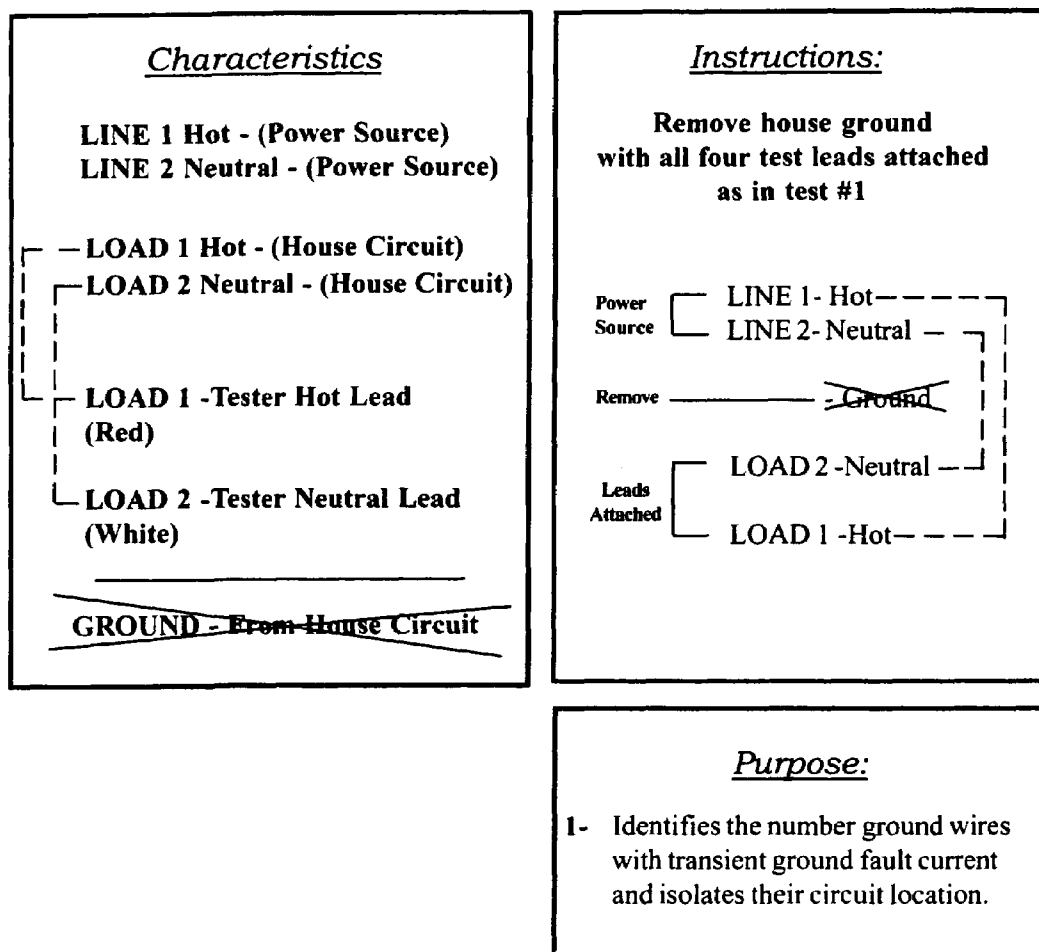 Characteristics
LINE 1 Hot - (Power Source)
LINE 2 Neutral - (Power Source)
LOAD 1 Hot - (House Circuit)
LOAD 2 Neutral - (House Circuit)
LOAD 1 -Tester Hot Lead
(Red)
LOAD 2 -Tester Neutral Lead
(White)
GROUND - From House Circuit
Instructions:
Remove house ground
with all four test leads attached
as in test #1
Power
Source
LINE 1- Hot
LINE 2- Neutral
Remove
- Ground
LOAD 2 -Neutral
Leads
Attached
LOAD 1 -Hot
Purpose:
1- Identifies the number ground wires
with transient ground fault current
and isolates their circuit location.